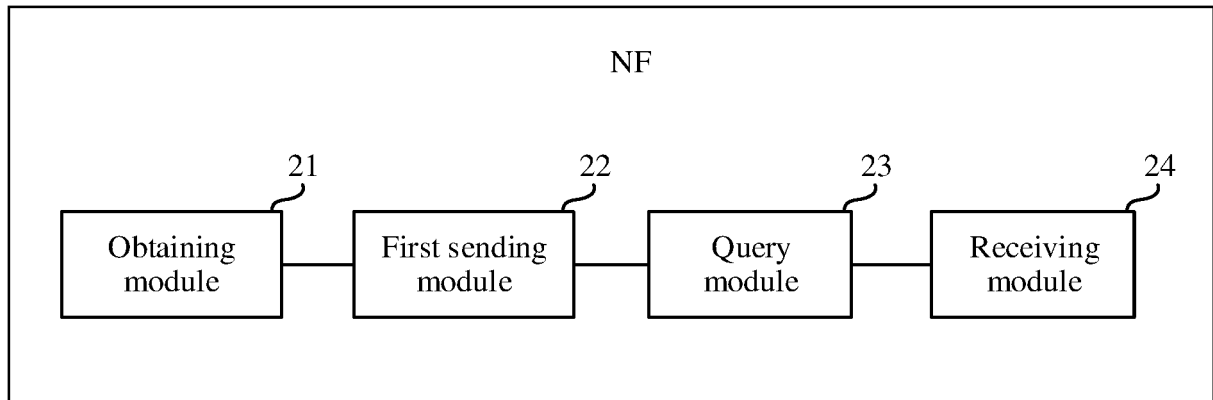 NF
21
22
23
24
Obtaining
module
First sending
module
Query
module
Receiving
module